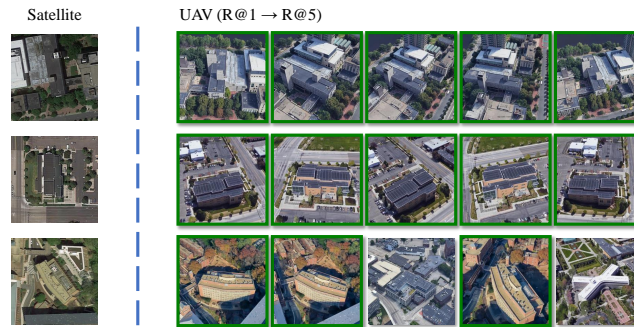 Satellite
UAV (R@1 → R@5)